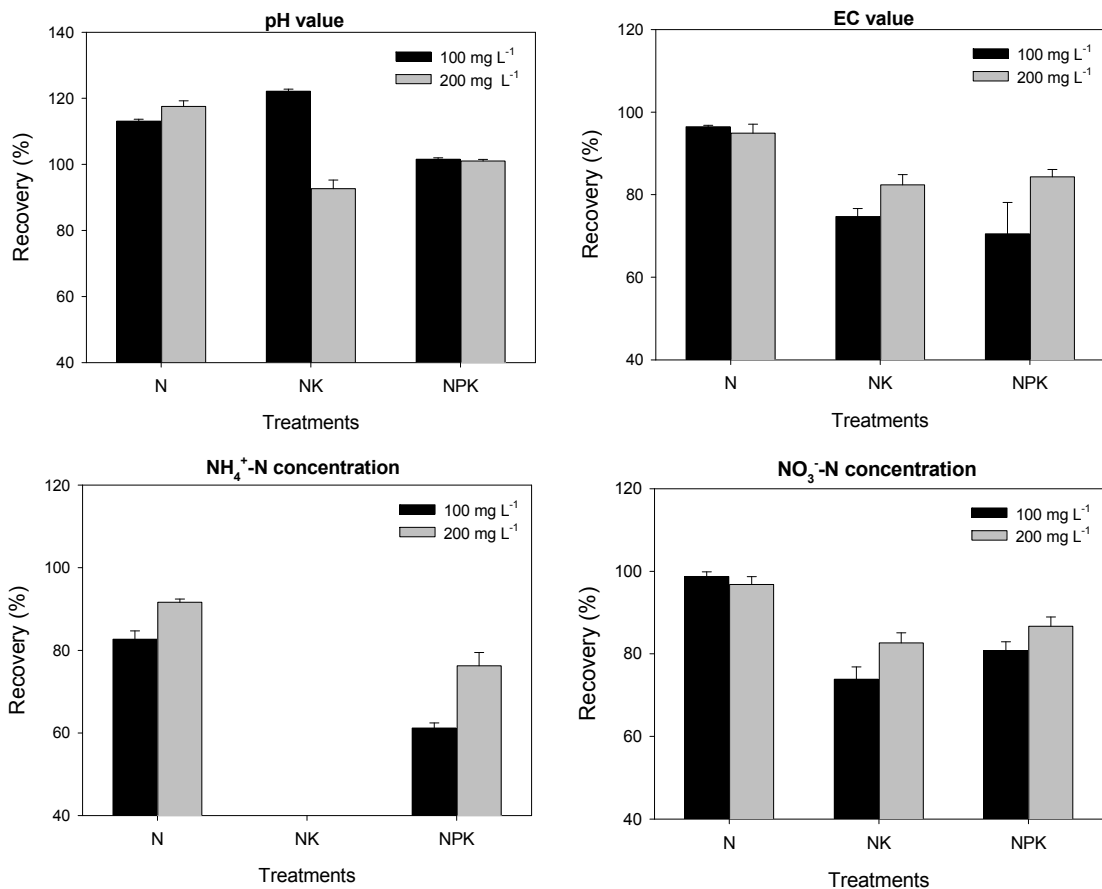 pH value
140
120
100
80
60
40
Recovery (%)
100 mg L⁻¹
200 mg L⁻¹
N
NK
NPK
Treatments
EC value
120
100
80
60
40
Recovery (%)
100 mg L⁻¹
200 mg L⁻¹
N
NK
NPK
Treatments
NH₄⁺-N concentration
120
100
80
60
40
Recovery (%)
100 mg L⁻¹
200 mg L⁻¹
N
NK
NPK
Treatments
NO₃⁻-N concentration
120
100
80
60
40
Recovery (%)
100 mg L⁻¹
200 mg L⁻¹
N
NK
NPK
Treatments